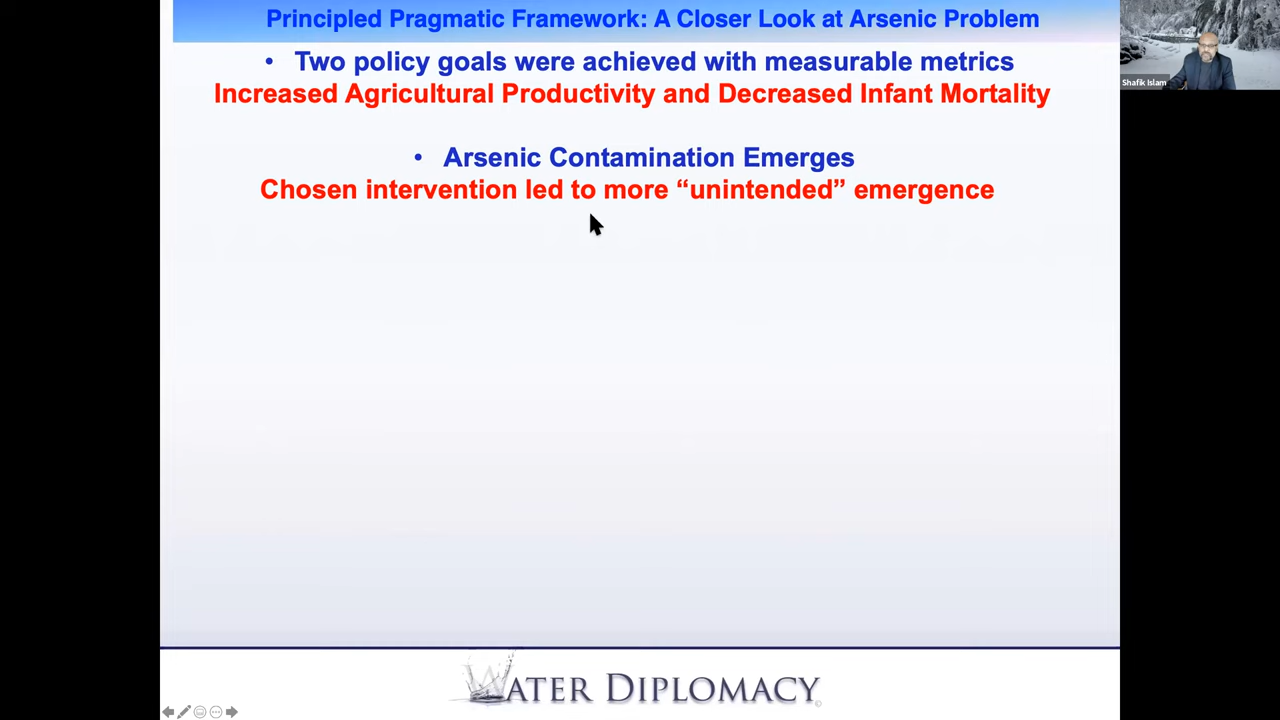 Principled Pragmatic Framework: A Closer Look at Arsenic Problem
• Two policy goals were achieved with measurable metrics
Increased Agricultural Productivity and Decreased Infant Mortality
• Arsenic Contamination Emerges
Chosen intervention led to more “unintended” emergence
Shafik Islam
WATER DIPLOMACY©